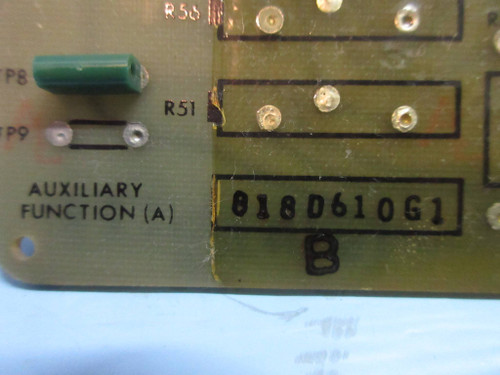 R56
TP8
R51
TP9
AUXILIARY
FUNCTION (A)
818D610G1
B